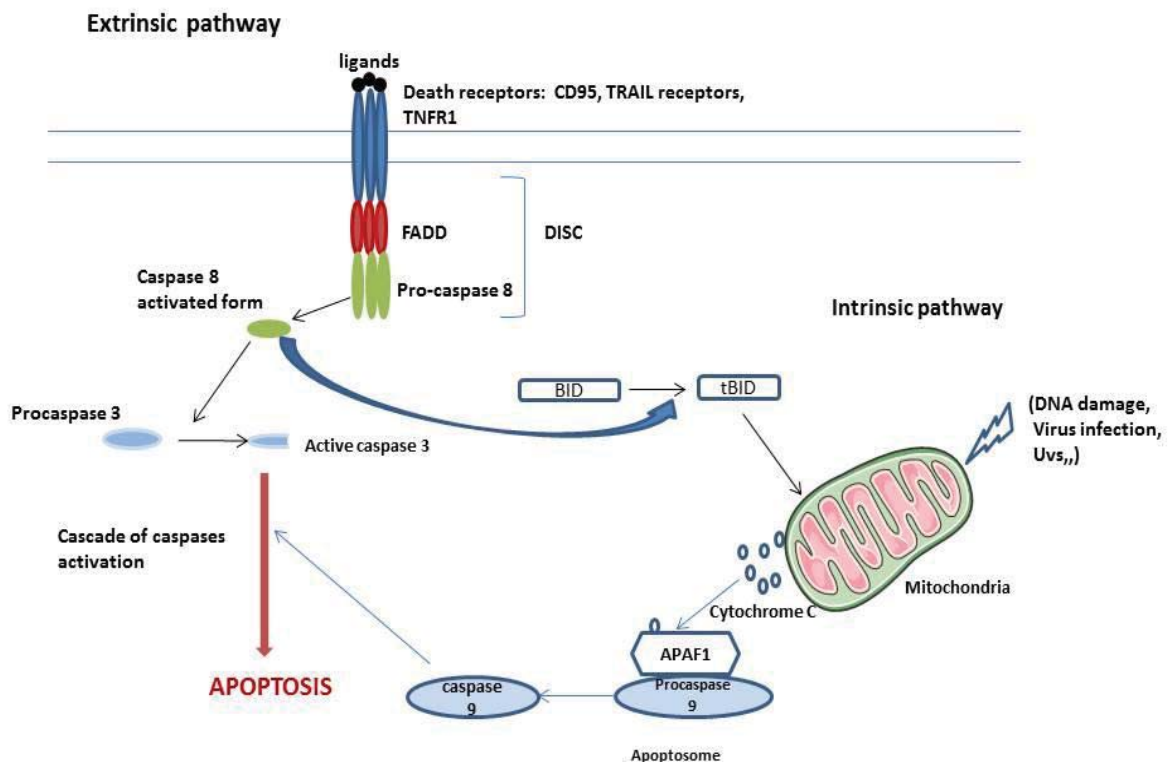 Extrinsic pathway
ligands
Death receptors: CD95, TRAIL receptors,
TNFR1
FADD
DISC
Caspase 8
activated form
Pro-caspase 8
Intrinsic pathway
BID
tBID
(DNA damage,
Virus infection,
Uvs,,)
Procaspase 3
Active caspase 3
Cascade of caspases
activation
Mitochondria
Cytochrome C
APAF1
APOPTOSIS
caspase
9
Procaspase
9
Apoptosome